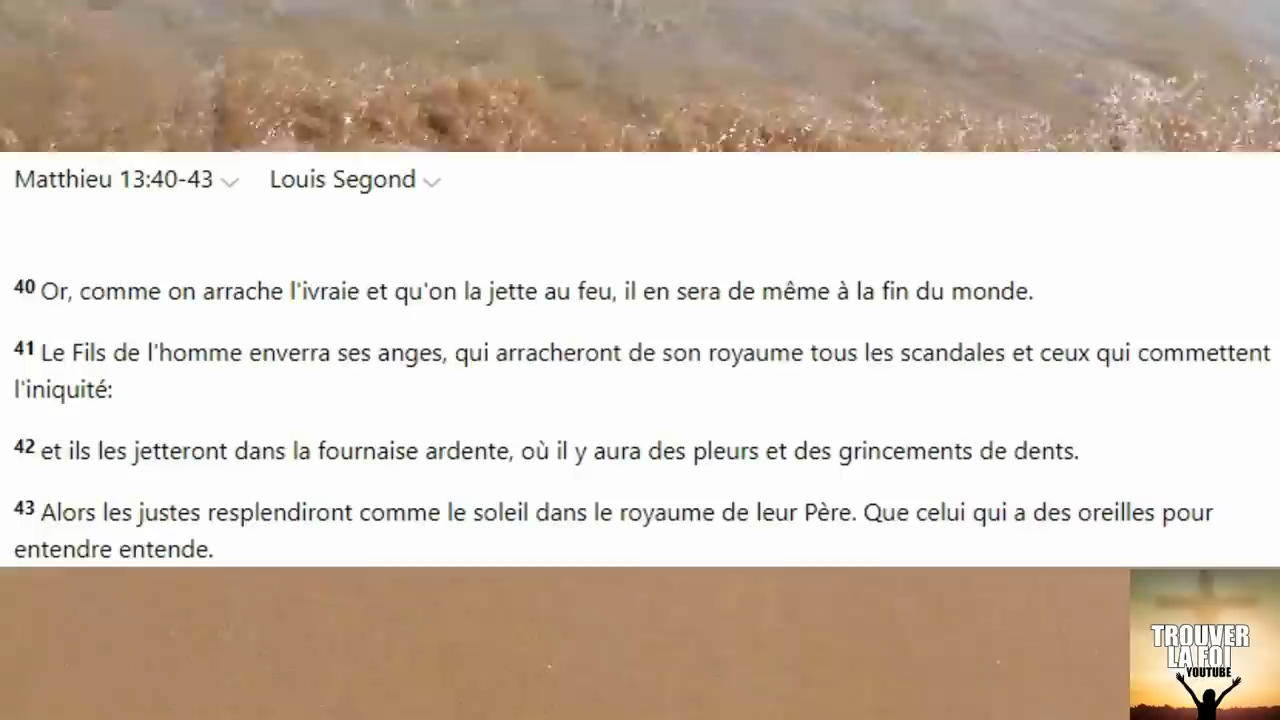 Matthieu 13:40-43 Louis Segond
40 Or, comme on arrache l'ivraie et qu'on la jette au feu, il en sera de même à la fin du monde.
41 Le Fils de l'homme enverra ses anges, qui arracheront de son royaume tous les scandales et ceux qui commettent
l'iniquité:
42 et ils les jetteront dans la fournaise ardente, où il y aura des pleurs et des grincements de dents.
43 Alors les justes resplendiront comme le soleil dans le royaume de leur Père. Que celui qui a des oreilles pour
entendre entende.
TROUVER
LA FOI
YOUTUBE